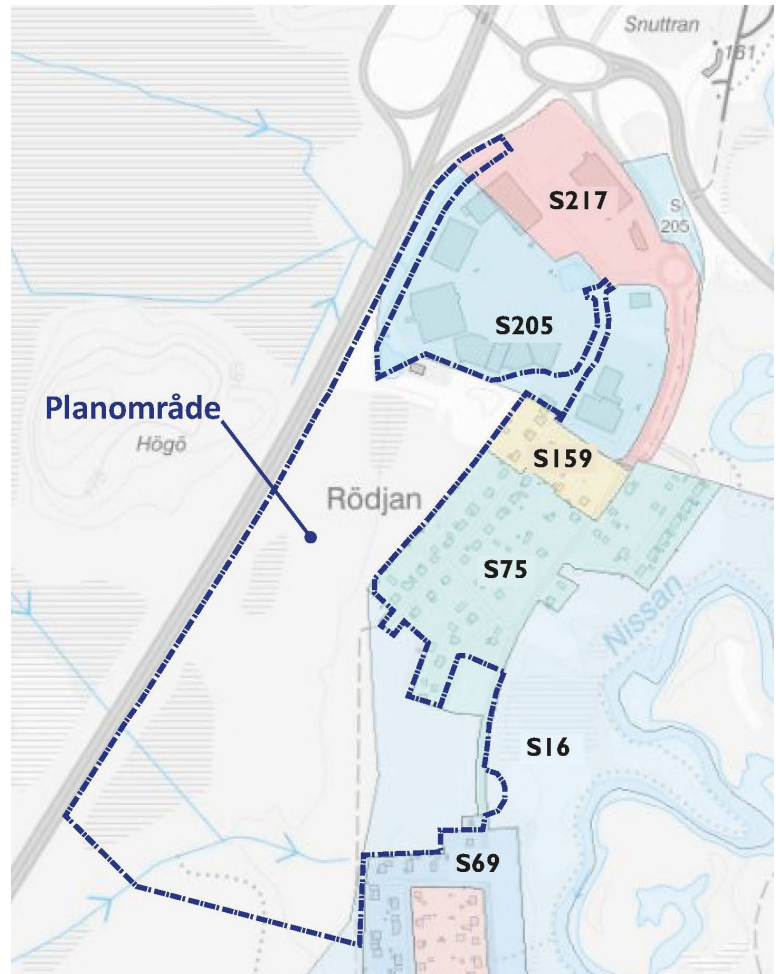 Snuttran
161
S217
S
205
S205
Planområde
Högö
S159
Rödjan
S75
Nissan
S16
S69